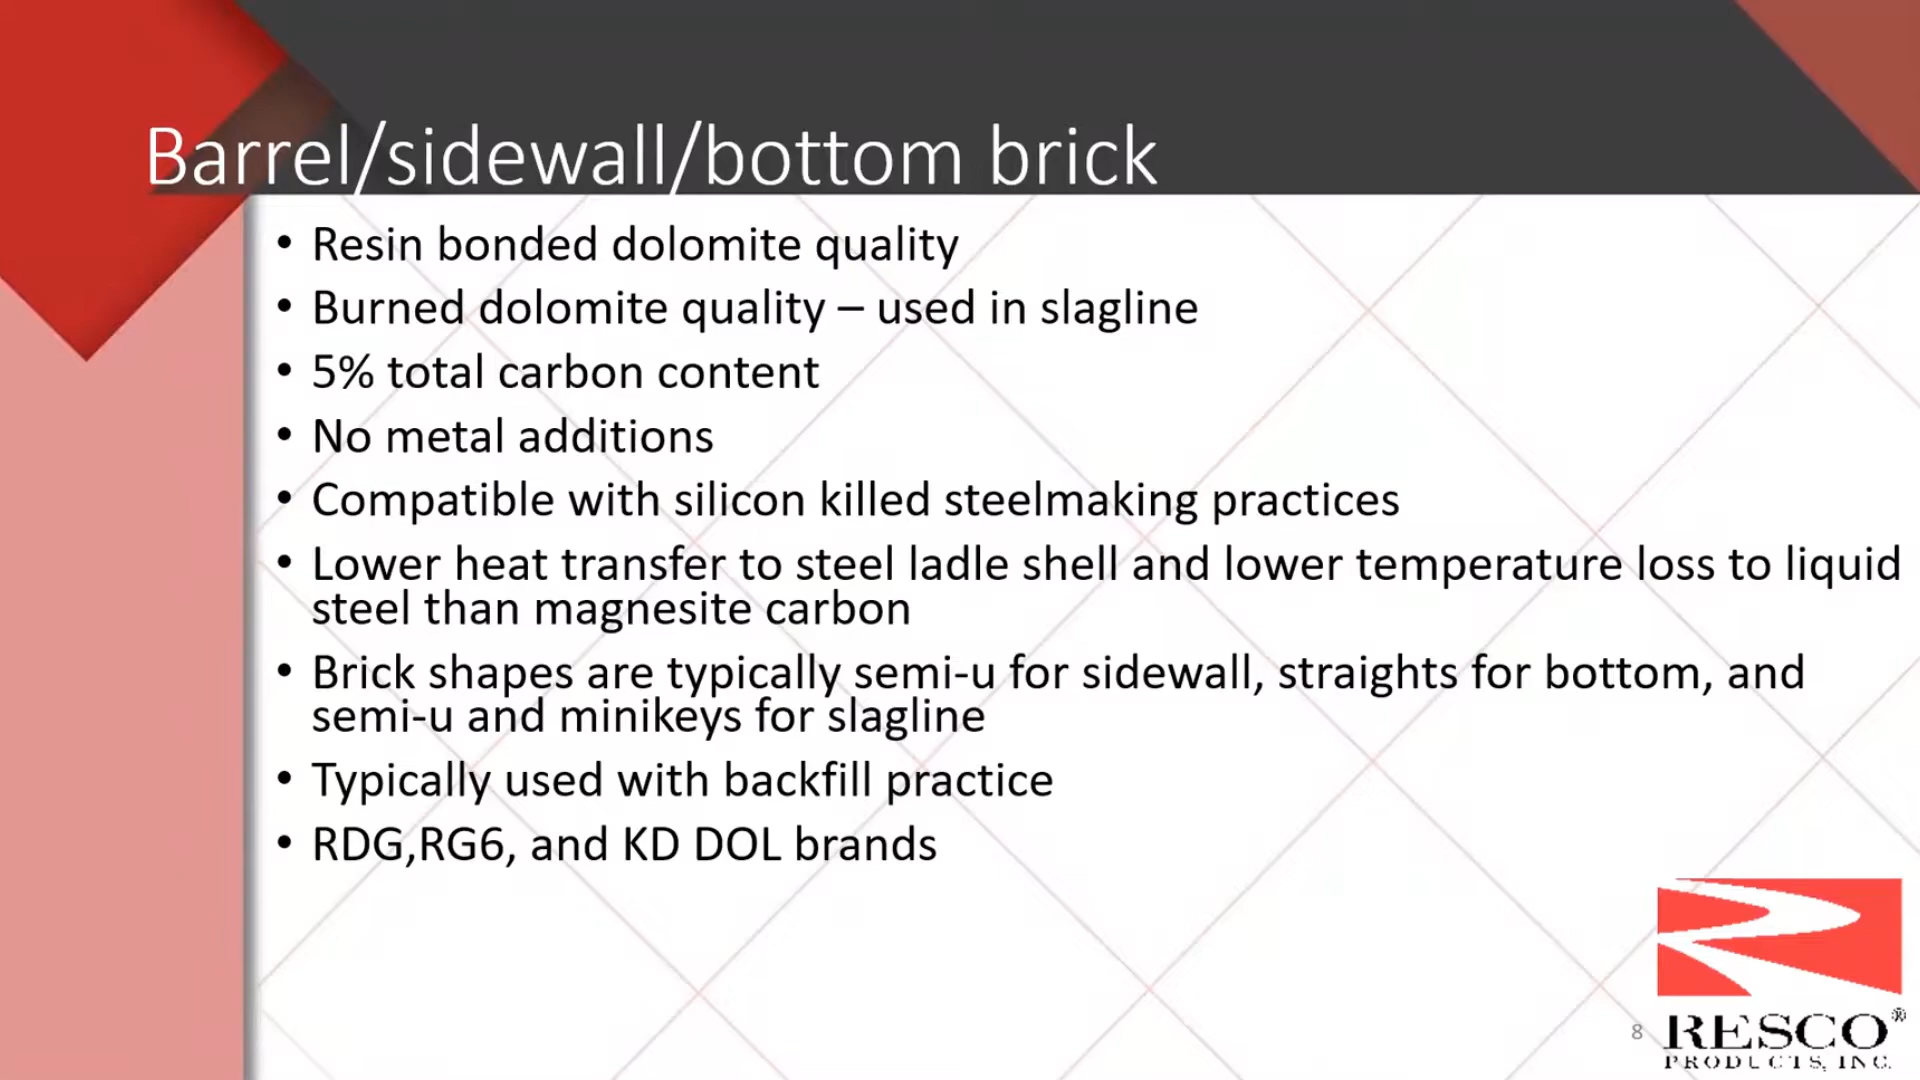 Barrel/sidewall/bottom brick
• Resin bonded dolomite quality
• Burned dolomite quality – used in slagline
• 5% total carbon content
• No metal additions
• Compatible with silicon killed steelmaking practices
• Lower heat transfer to steel ladle shell and lower temperature loss to liquid
steel than magnesite carbon
• Brick shapes are typically semi-u for sidewall, straights for bottom, and
semi-u and minikeys for slagline
• Typically used with backfill practice
• RDG,RG6, and KD DOL brands
8
RESCO®
PRODUCTS, INC.